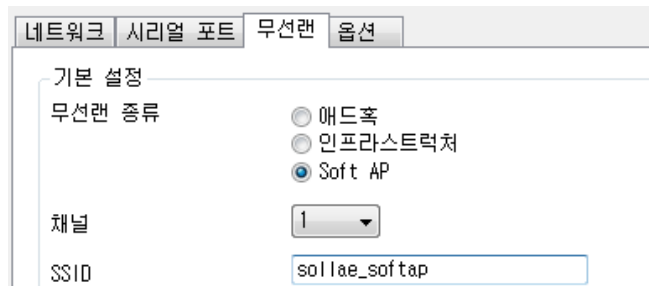 네트워크 시리얼 포트 무선랜 옵션
기본 설정
무선랜 종류
애드혹
인프라스트럭처
Soft AP
채널 1
SSID sollae_softap